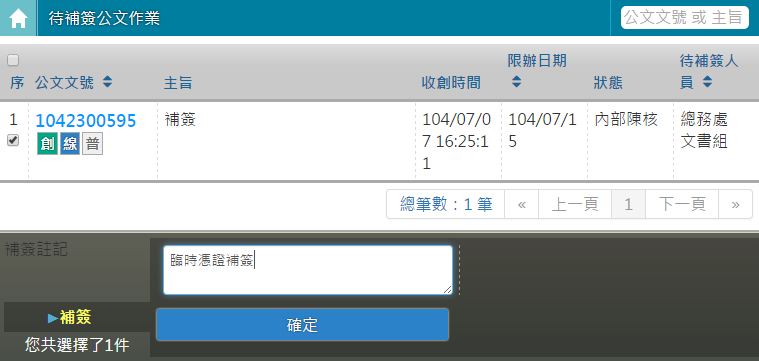 待補簽公文作業
公文文號 或 主旨
序 公文文號 主旨 收創時間 限辦日期 狀態 待補簽人員
1 1042300595 補簽 104/07/07 16:25:11 104/07/15 內部陳核 總務處文書組
創 線 普
總筆數：1 筆 « 上一頁 1 下一頁 »
補簽註記
臨時憑證補簽
▶補簽
確定
您共選擇了1件